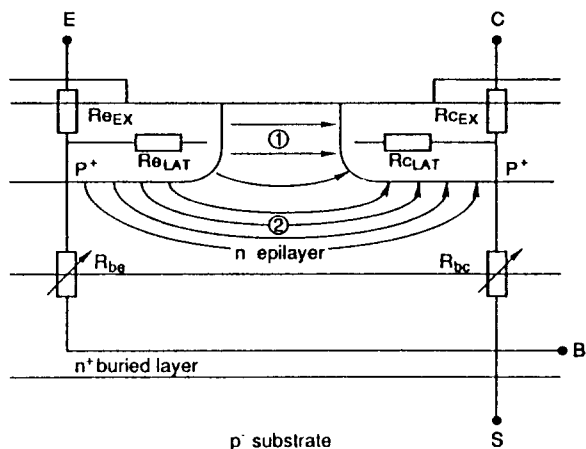 E
C
Re_EX
Rc_EX
①
Re_LAT
Rc_LAT
P⁺
P⁺
②
n epilayer
R_be
R_bc
B
n⁺ buried layer
p⁻ substrate
S